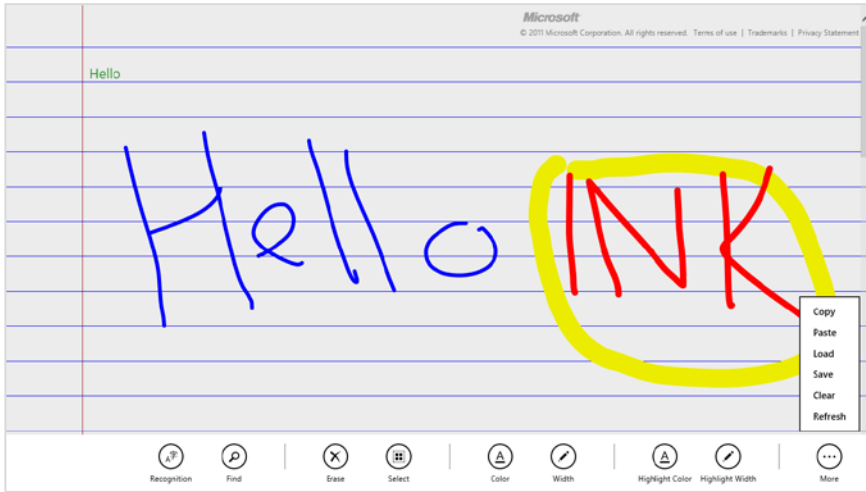 Microsoft
© 2011 Microsoft Corporation. All rights reserved. Terms of use | Trademarks | Privacy Statement
Hello
Hello INK
Copy
Paste
Load
Save
Clear
Refresh
Recognition Find Erase Select Color Width Highlight Color Highlight Width More